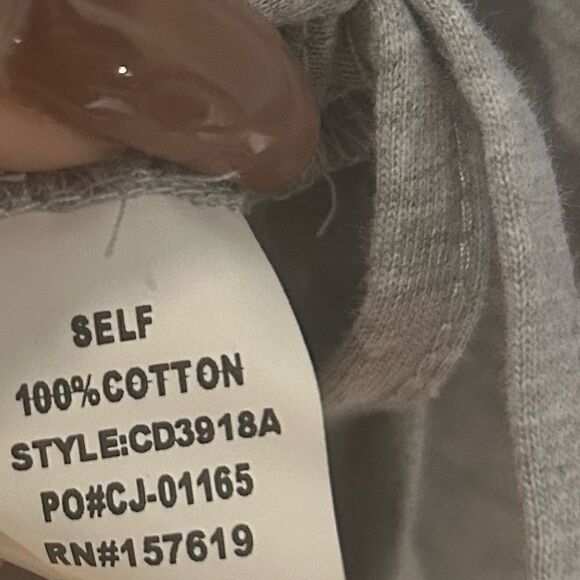 SELF
100%COTTON
STYLE:CD3918A
PO#CJ-01165
RN#157619